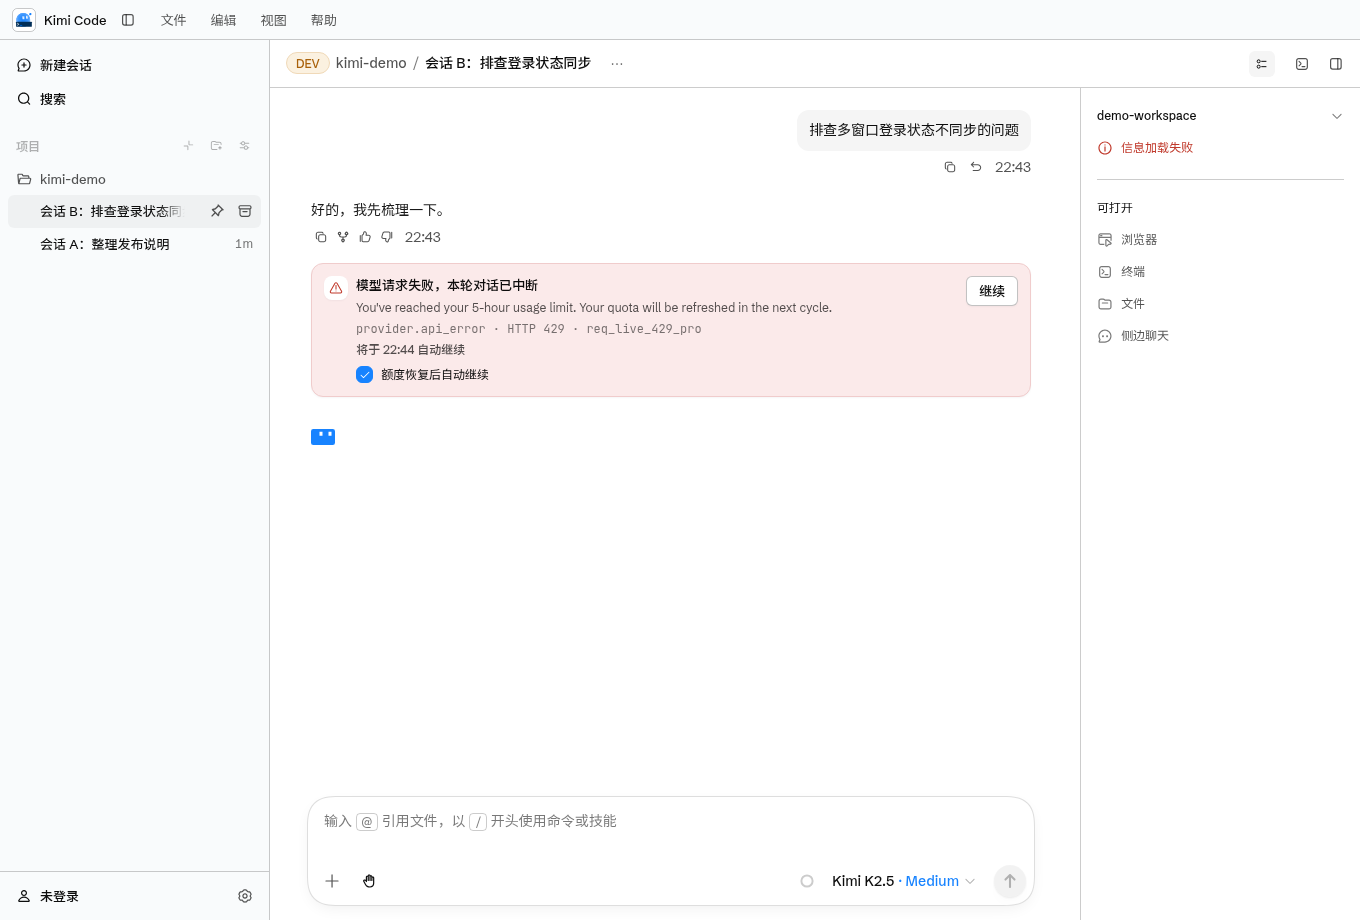 Kimi Code
文件
编辑
视图
帮助
新建会话
搜索
项目
kimi-demo
会话 B：排查登录状态同
会话 A：整理发布说明
1m
未登录
DEV
kimi-demo / 会话 B：排查登录状态同步
排查多窗口登录状态不同步的问题
22:43
好的，我先梳理一下。
22:43
模型请求失败，本轮对话已中断
You've reached your 5-hour usage limit. Your quota will be refreshed in the next cycle.
provider.api_error · HTTP 429 · req_live_429_pro
将于 22:44 自动继续
额度恢复后自动继续
继续
输入 @ 引用文件，以 / 开头使用命令或技能
Kimi K2.5 · Medium
demo-workspace
信息加载失败
可打开
浏览器
终端
文件
侧边聊天